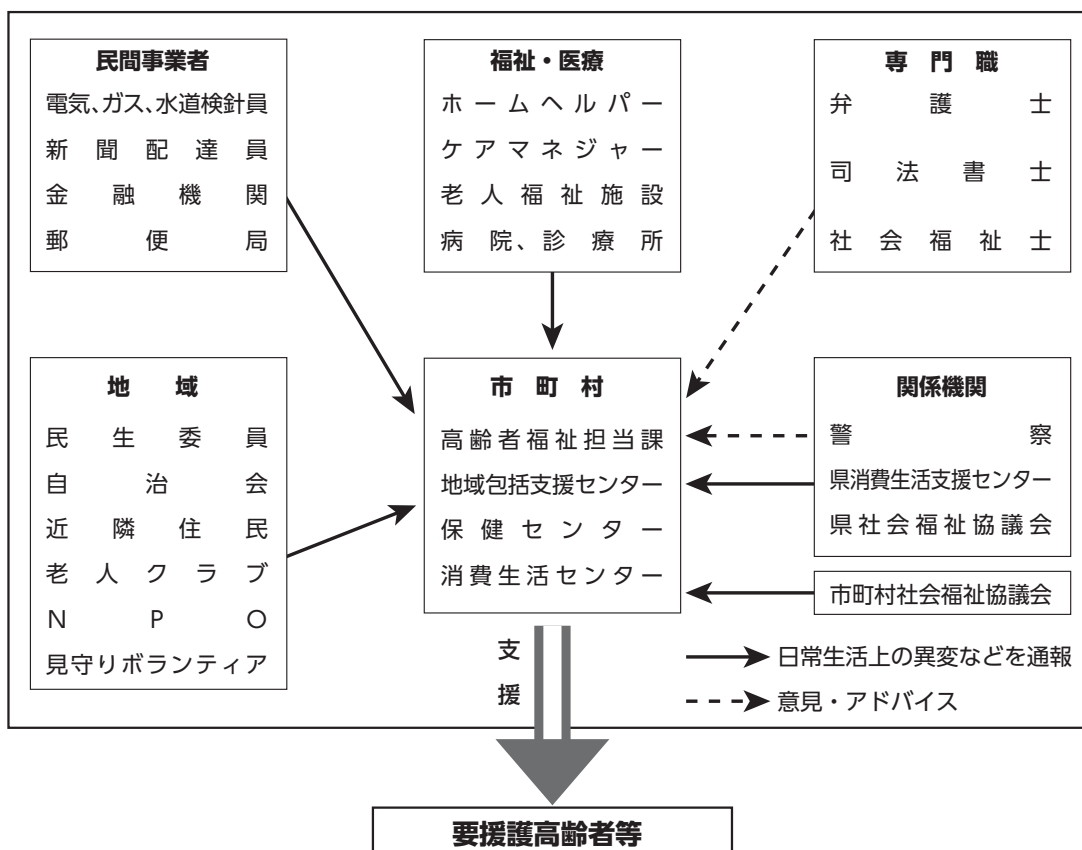 民間事業者
電気、ガス、水道検針員
新聞配達員
金融機関
郵便局
福祉・医療
ホームヘルパー
ケアマネジャー
老人福祉施設
病院、診療所
専門職
弁護士
司法書士
社会福祉士
地域
民生委員
自治会
近隣住民
老人クラブ
NPO
見守りボランティア
市町村
高齢者福祉担当課
地域包括支援センター
保健センター
消費生活センター
関係機関
警察
県消費生活支援センター
県社会福祉協議会
市町村社会福祉協議会
日常生活上の異変などを通報
意見・アドバイス
支援
要援護高齢者等